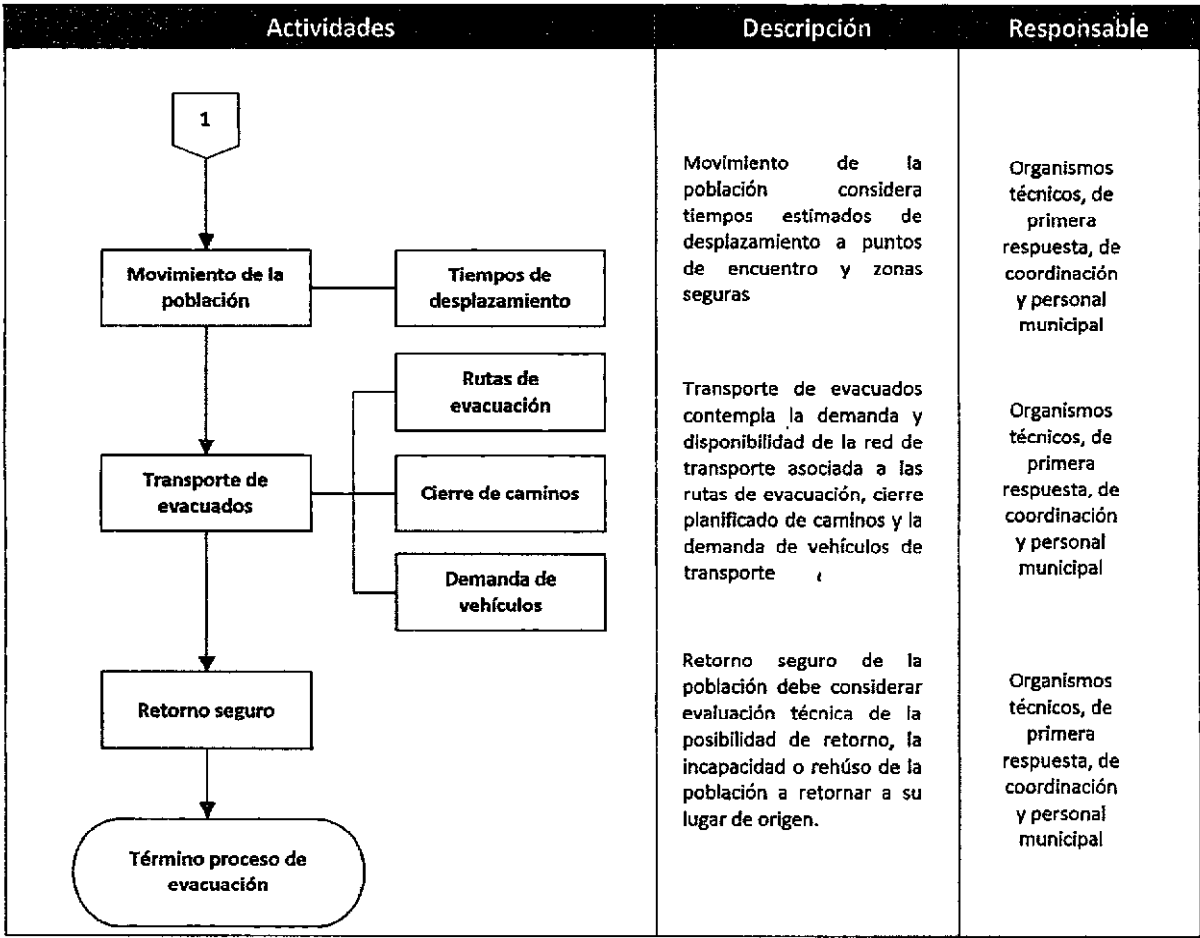 Actividades
Descripción
Responsable
1
Movimiento de la
población
Tiempos de
desplazamiento
Movimiento de la
población considera
tiempos estimados de
desplazamiento a puntos
de encuentro y zonas
seguras
Organismos
técnicos, de
primera
respuesta, de
coordinación
y personal
municipal
Rutas de
evacuación
Transporte de
evacuados
Cierre de caminos
Demanda de
vehículos
Transporte de evacuados
contempla la demanda y
disponibilidad de la red de
transporte asociada a las
rutas de evacuación, cierre
planificado de caminos y la
demanda de vehículos de
transporte
Organismos
técnicos, de
primera
respuesta, de
coordinación
y personal
municipal
Retorno seguro
Retorno seguro de la
población debe considerar
evaluación técnica de la
posibilidad de retorno, la
incapacidad o rehúso de la
población a retornar a su
lugar de origen.
Organismos
técnicos, de
primera
respuesta, de
coordinación
y personal
municipal
Término proceso de
evacuación